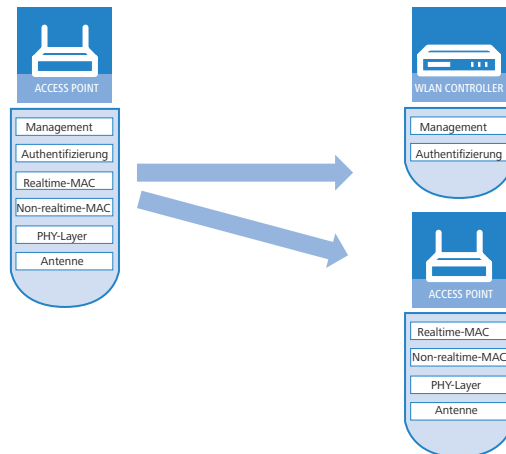 ACCESS POINT
Management
Authentifizierung
Realtime-MAC
Non-realtime-MAC
PHY-Layer
Antenne
WLAN CONTROLLER
Management
Authentifizierung
ACCESS POINT
Realtime-MAC
Non-realtime-MAC
PHY-Layer
Antenne